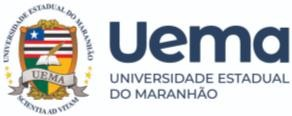 UNIVERSIDADE ESTADUAL DO MARANHÃO
UEMA
SCIENTIA AD VITAM
Uema
UNIVERSIDADE ESTADUAL
DO MARANHÃO